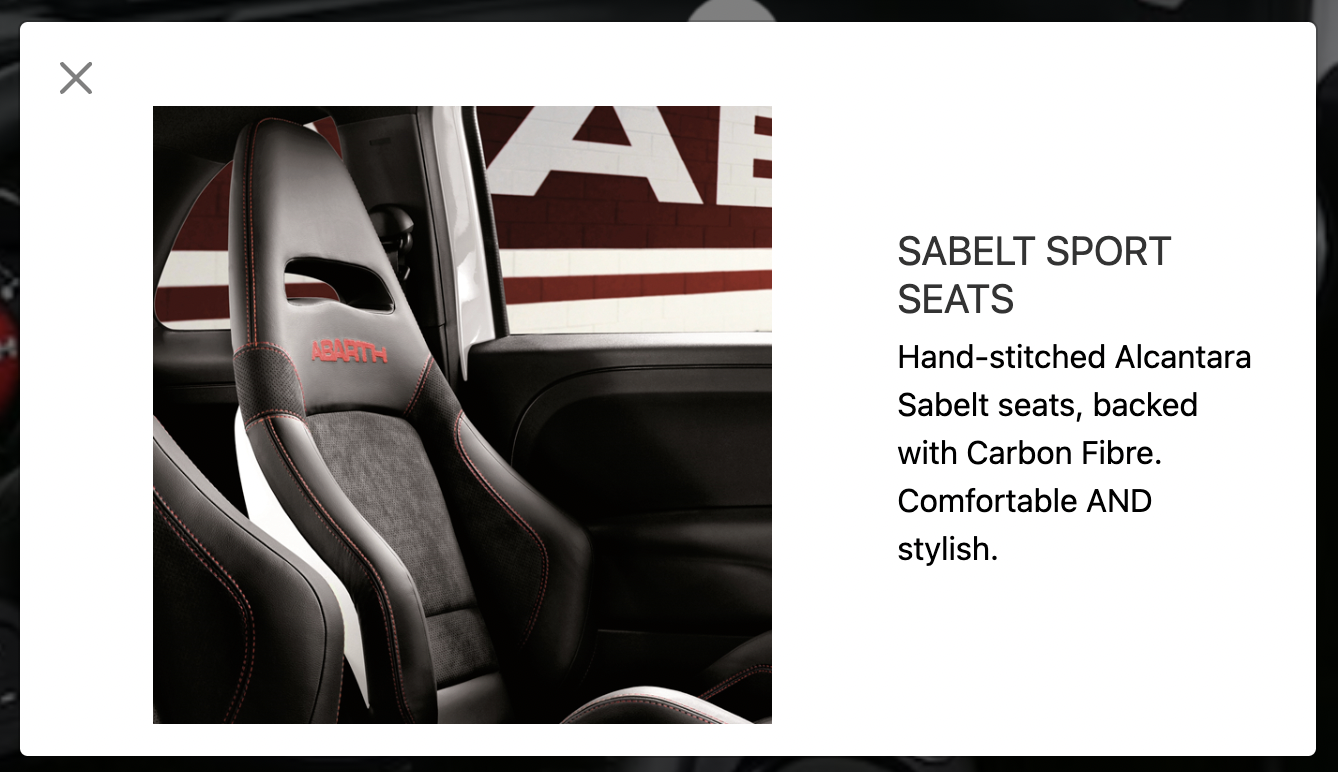 AB
ABARTH
SABELT SPORT
SEATS
Hand-stitched Alcantara
Sabelt seats, backed
with Carbon Fibre.
Comfortable AND
stylish.